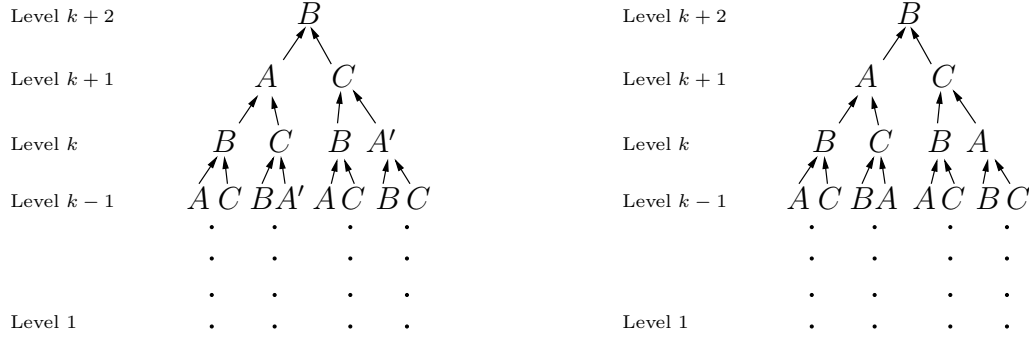 Level k + 2 B Level k + 2 B
Level k + 1 A C Level k + 1 A C
Level k B C B A′ Level k B C B A
Level k − 1 A C B A′ A C B C Level k − 1 A C B A A C B C
Level 1 Level 1